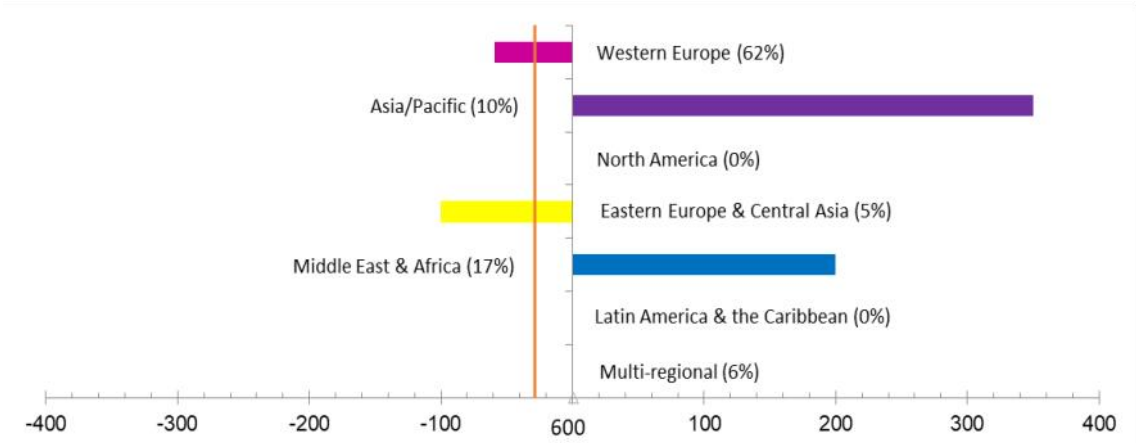 Western Europe (62%)
Asia/Pacific (10%)
North America (0%)
Eastern Europe & Central Asia (5%)
Middle East & Africa (17%)
Latin America & the Caribbean (0%)
Multi-regional (6%)
-400 -300 -200 -100 600 100 200 300 400